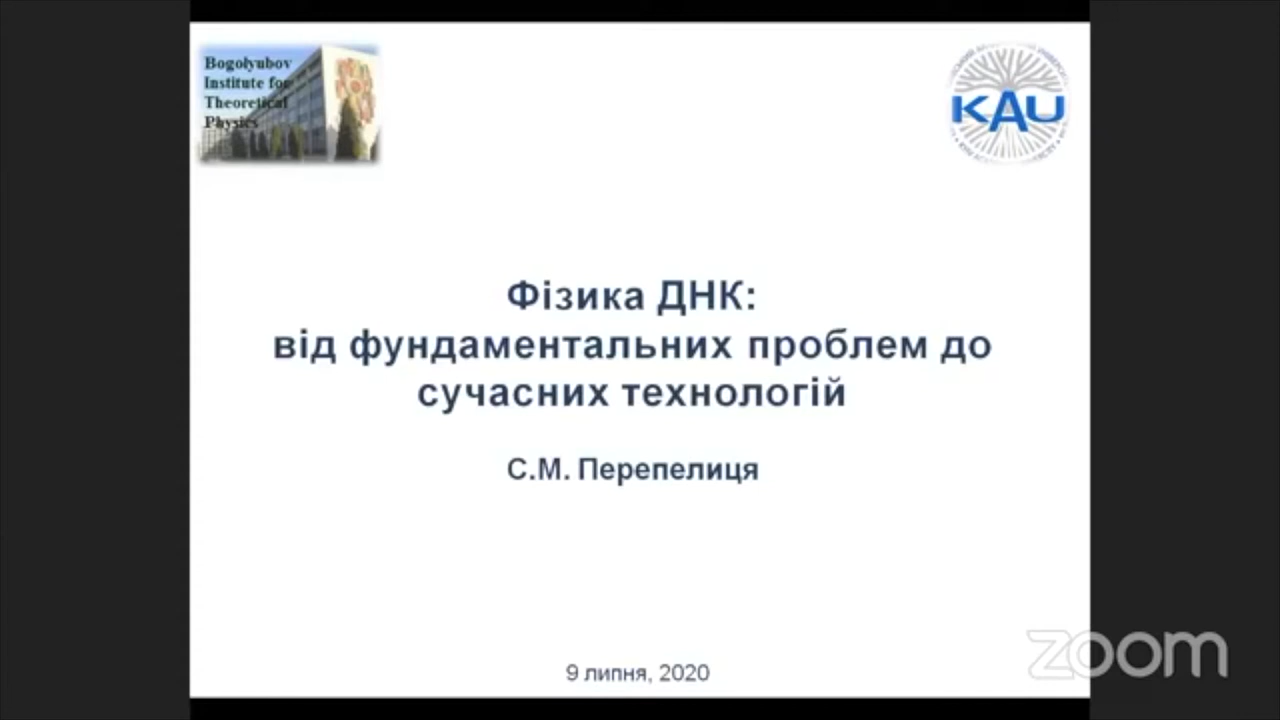 Bogolyubov
Institute for
Theoretical
Physics
KAU
Фізика ДНК:
від фундаментальних проблем до
сучасних технологій
С.М. Перепелиця
9 липня, 2020
zoom